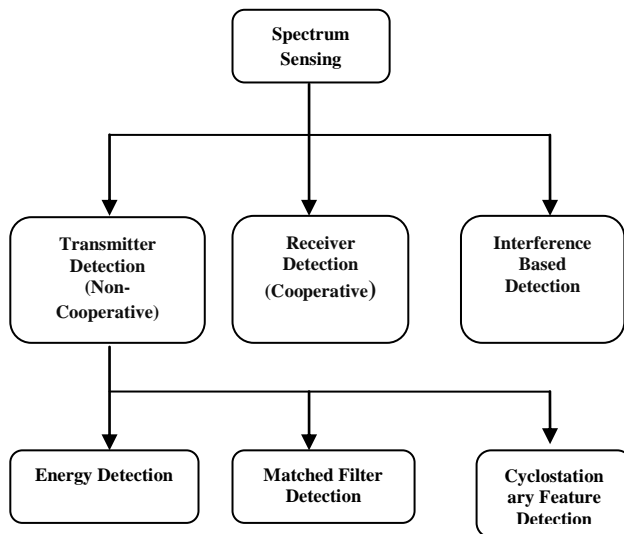 Spectrum
Sensing
Transmitter
Detection
(Non-
Cooperative)
Receiver
Detection
(Cooperative)
Interference
Based
Detection
Energy Detection
Matched Filter
Detection
Cyclostation
ary Feature
Detection